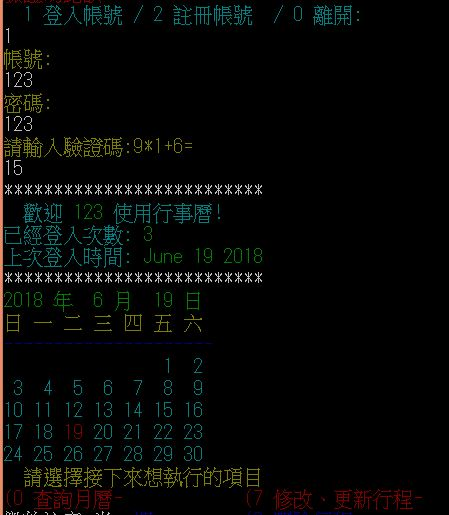 1 登入帳號 / 2 註冊帳號 / 0 離開:
1
帳號:
123
密碼:
123
請輸入驗證碼:9*1+6=
15
**************************
歡迎 123 使用行事曆!
已經登入次數: 3
上次登入時間: June 19 2018
**************************
2018 年 6 月 19 日
日 一 二 三 四 五 六
---------------------
1 2
3 4 5 6 7 8 9
10 11 12 13 14 15 16
17 18 19 20 21 22 23
24 25 26 27 28 29 30
請選擇接下來想執行的項目
(0 查詢月曆- (7 修改、更新行程-